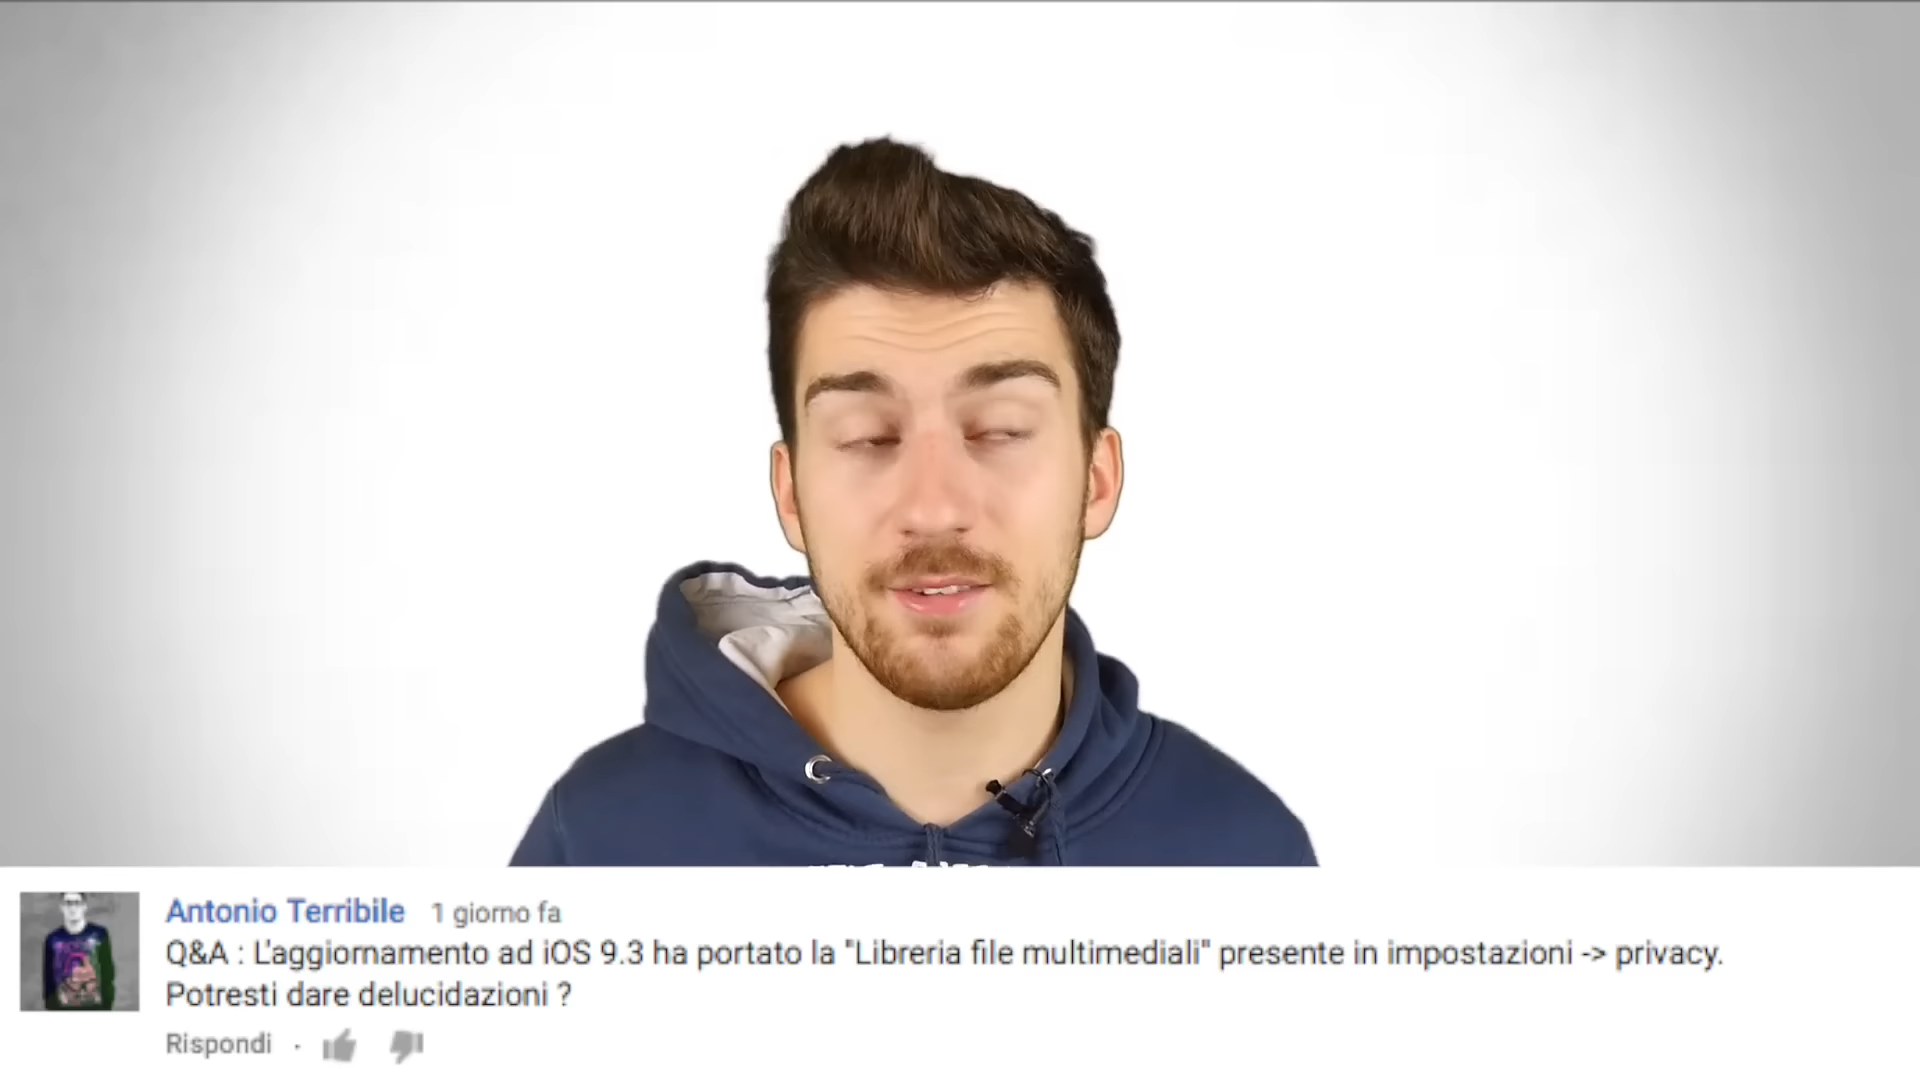 Antonio Terribile 1 giorno fa
Q&A : L'aggiornamento ad iOS 9.3 ha portato la "Libreria file multimediali" presente in impostazioni -> privacy.
Potresti dare delucidazioni ?
Rispondi ·